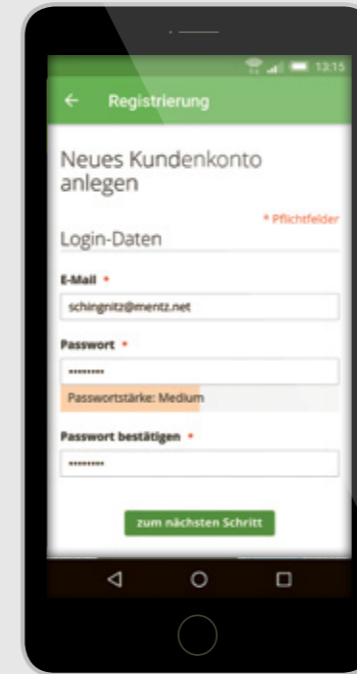 13:15
Registrierung
Neues Kundenkonto
anlegen
* Pflichtfelder
Login-Daten
E-Mail *
schingnitz@mentz.net
Passwort *
••••••••
Passwortstärke: Medium
Passwort bestätigen *
••••••••
zum nächsten Schritt